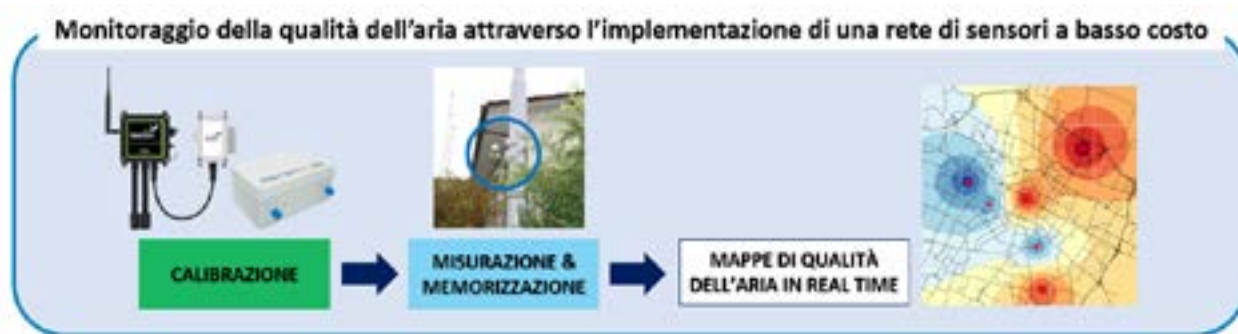 Monitoraggio della qualità dell'aria attraverso l'implementazione di una rete di sensori a basso costo
CALIBRAZIONE
MISURAZIONE &
MEMORIZZAZIONE
MAPPE DI QUALITÀ
DELL'ARIA IN REAL TIME